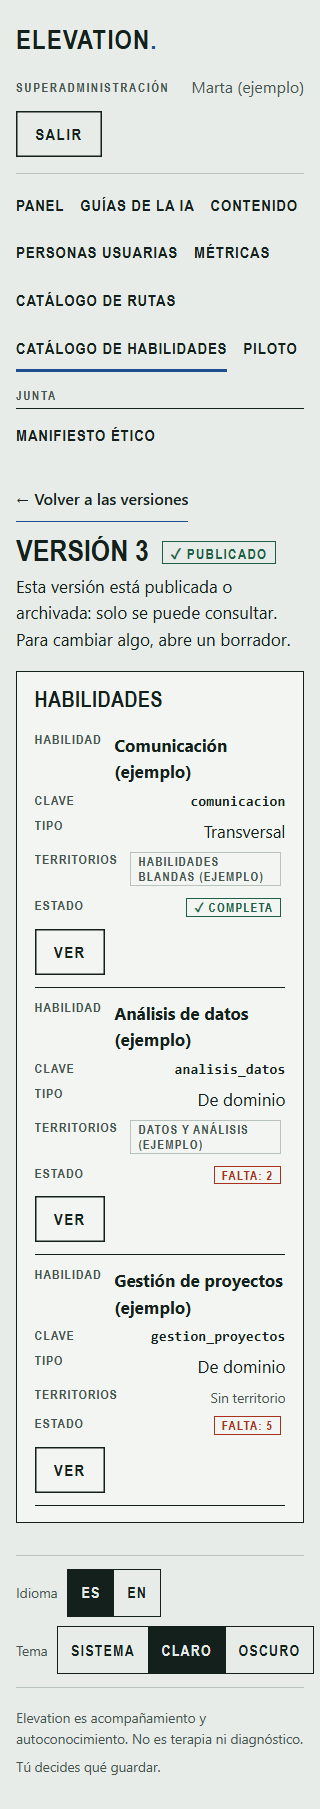 ELEVATION.
SUPERADMINISTRACIÓN Marta (ejemplo)
SALIR
PANEL GUÍAS DE LA IA CONTENIDO
PERSONAS USUARIAS MÉTRICAS
CATÁLOGO DE RUTAS
CATÁLOGO DE HABILIDADES PILOTO
JUNTA
MANIFIESTO ÉTICO
← Volver a las versiones
VERSIÓN 3 ✓ PUBLICADO
Esta versión está publicada o
archivada: solo se puede consultar.
Para cambiar algo, abre un borrador.
HABILIDADES
HABILIDAD Comunicación
(ejemplo)
CLAVE comunicacion
TIPO Transversal
TERRITORIOS HABILIDADES
BLANDAS (EJEMPLO)
ESTADO ✓ COMPLETA
VER
HABILIDAD Análisis de datos
(ejemplo)
CLAVE analisis_datos
TIPO De dominio
TERRITORIOS DATOS Y ANÁLISIS
(EJEMPLO)
ESTADO FALTA: 2
VER
HABILIDAD Gestión de proyectos
(ejemplo)
CLAVE gestion_proyectos
TIPO De dominio
TERRITORIOS Sin territorio
ESTADO FALTA: 5
VER
Idioma ES EN
Tema SISTEMA CLARO OSCURO
Elevation es acompañamiento y
autoconocimiento. No es terapia ni diagnóstico.
Tú decides qué guardar.